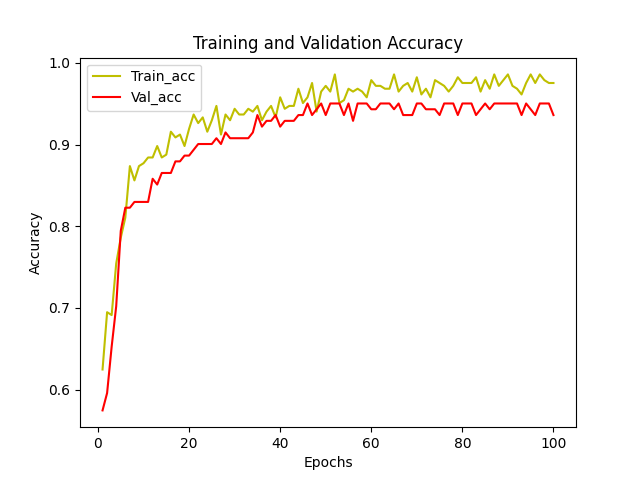 Training and Validation Accuracy
Train_acc
Val_acc
1.0
0.9
0.8
0.7
0.6
Accuracy
0 20 40 60 80 100
Epochs